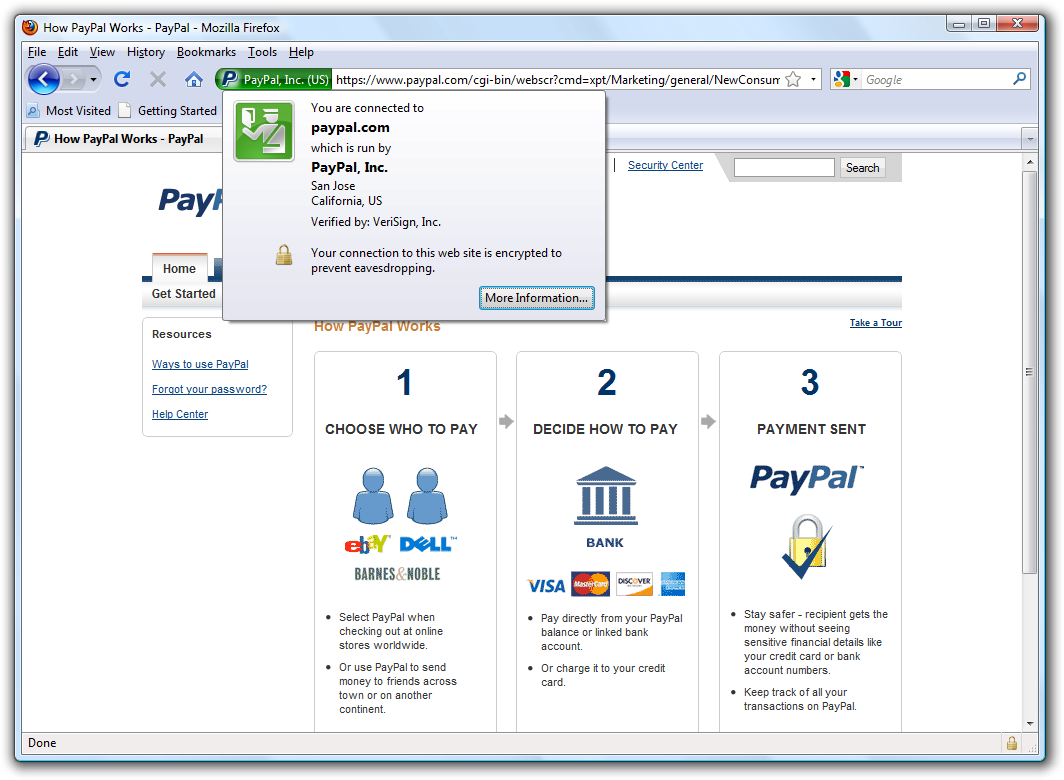 How PayPal Works - PayPal - Mozilla Firefox
File Edit View History Bookmarks Tools Help
PayPal, Inc. (US) https://www.paypal.com/cgi-bin/webscr?cmd=xpt/Marketing/general/NewConsum Google
Most Visited Getting Started
How PayPal Works - PayPal
You are connected to
paypal.com
which is run by
PayPal, Inc.
San Jose
California, US
Verified by: VeriSign, Inc.
Your connection to this web site is encrypted to
prevent eavesdropping.
More Information...
Security Center Search
Pay
Home
Get Started
Resources
Ways to use PayPal
Forgot your password?
Help Center
How PayPal Works
Take a Tour
1
CHOOSE WHO TO PAY
ebaY DELL™
BARNES&NOBLE
• Select PayPal when
checking out at online
stores worldwide.
• Or use PayPal to send
money to friends across
town or on another
continent.
2
DECIDE HOW TO PAY
BANK
VISA MasterCard DISCOVER
• Pay directly from your PayPal
balance or linked bank
account.
• Or charge it to your credit
card.
3
PAYMENT SENT
PayPal™
• Stay safer - recipient gets the
money without seeing
sensitive financial details like
your credit card or bank
account numbers.
• Keep track of all your
transactions on PayPal.
Done